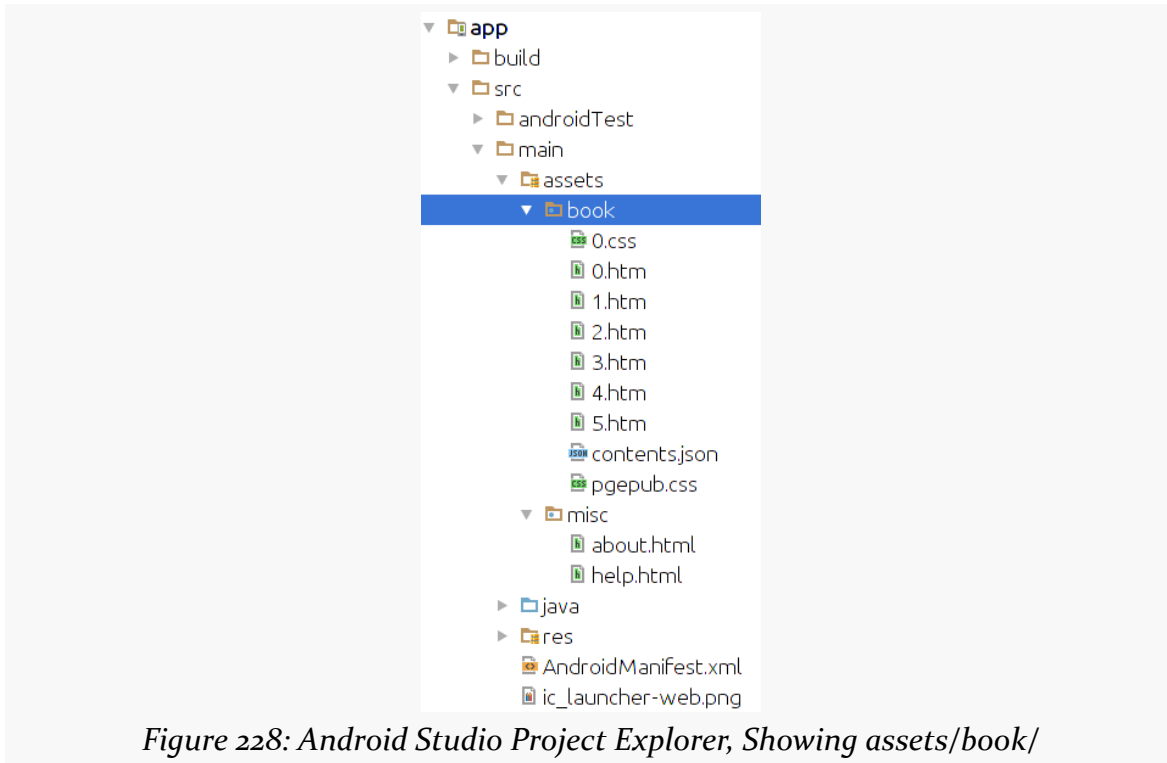 app
build
src
androidTest
main
assets
book
0.css
0.htm
1.htm
2.htm
3.htm
4.htm
5.htm
contents.json
pgepub.css
misc
about.html
help.html
java
res
AndroidManifest.xml
ic_launcher-web.png
Figure 228: Android Studio Project Explorer, Showing assets/book/